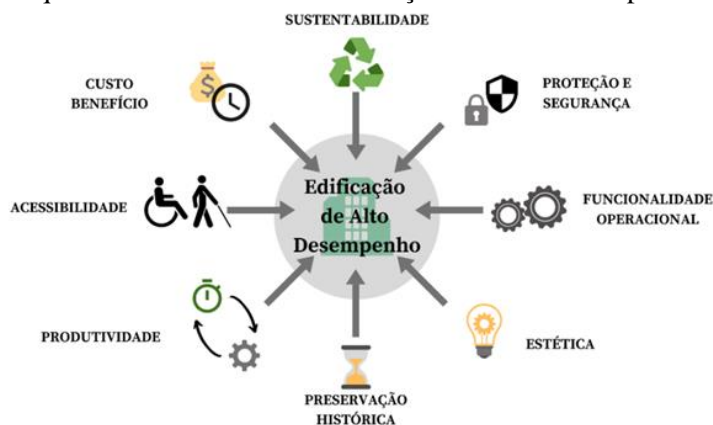 SUSTENTABILIDADE
CUSTO
BENEFÍCIO
PROTEÇÃO E
SEGURANÇA
ACESSIBILIDADE
Edificação
de Alto
Desempenho
FUNCIONALIDADE
OPERACIONAL
PRODUTIVIDADE
ESTÉTICA
PRESERVAÇÃO
HISTÓRICA